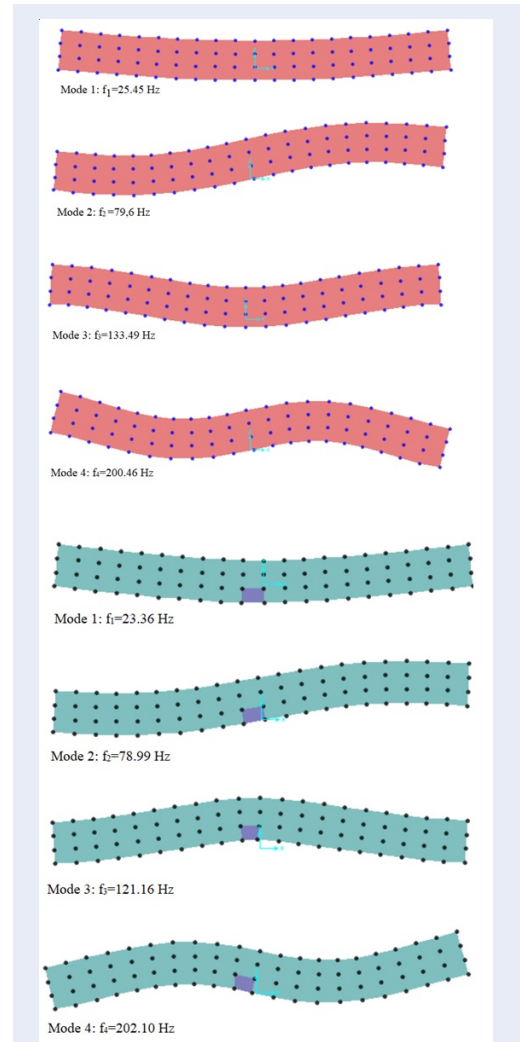 Mode 1: f1=25.45 Hz
Mode 2: f2=79,6 Hz
Mode 3: f3=133.49 Hz
Mode 4: f4=200.46 Hz
Mode 1: f1=23.36 Hz
Mode 2: f2=78.99 Hz
Mode 3: f3=121.16 Hz
Mode 4: f4=202.10 Hz